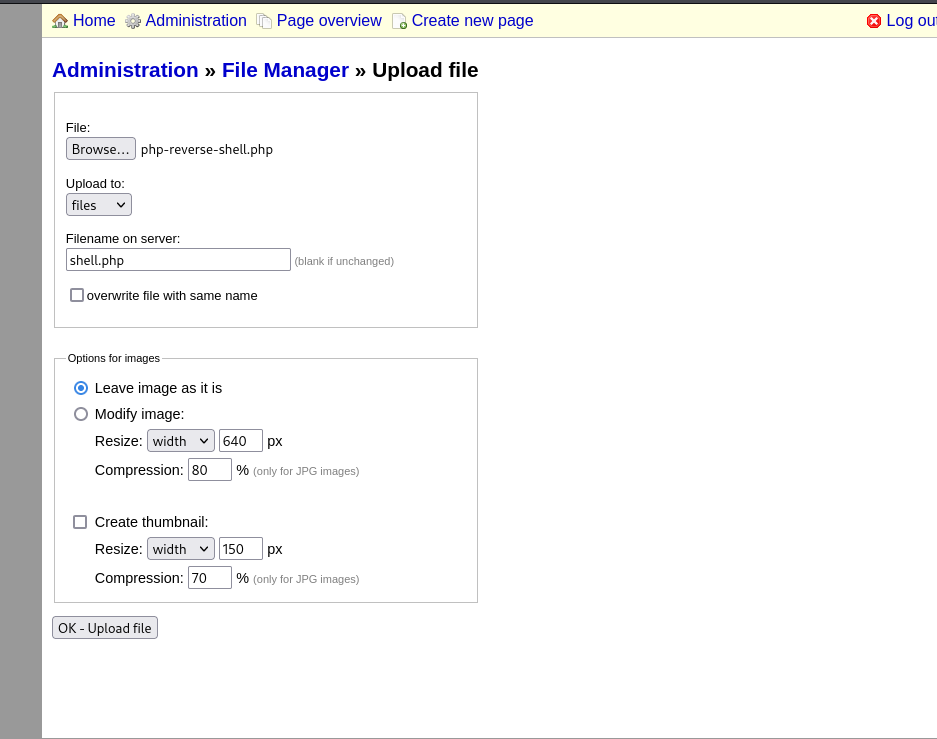 Home Administration Page overview Create new page Log out
Administration » File Manager » Upload file
File:
Browse... php-reverse-shell.php
Upload to:
files
Filename on server:
shell.php (blank if unchanged)
overwrite file with same name
Options for images
Leave image as it is
Modify image:
Resize: width 640 px
Compression: 80 % (only for JPG images)
Create thumbnail:
Resize: width 150 px
Compression: 70 % (only for JPG images)
OK - Upload file